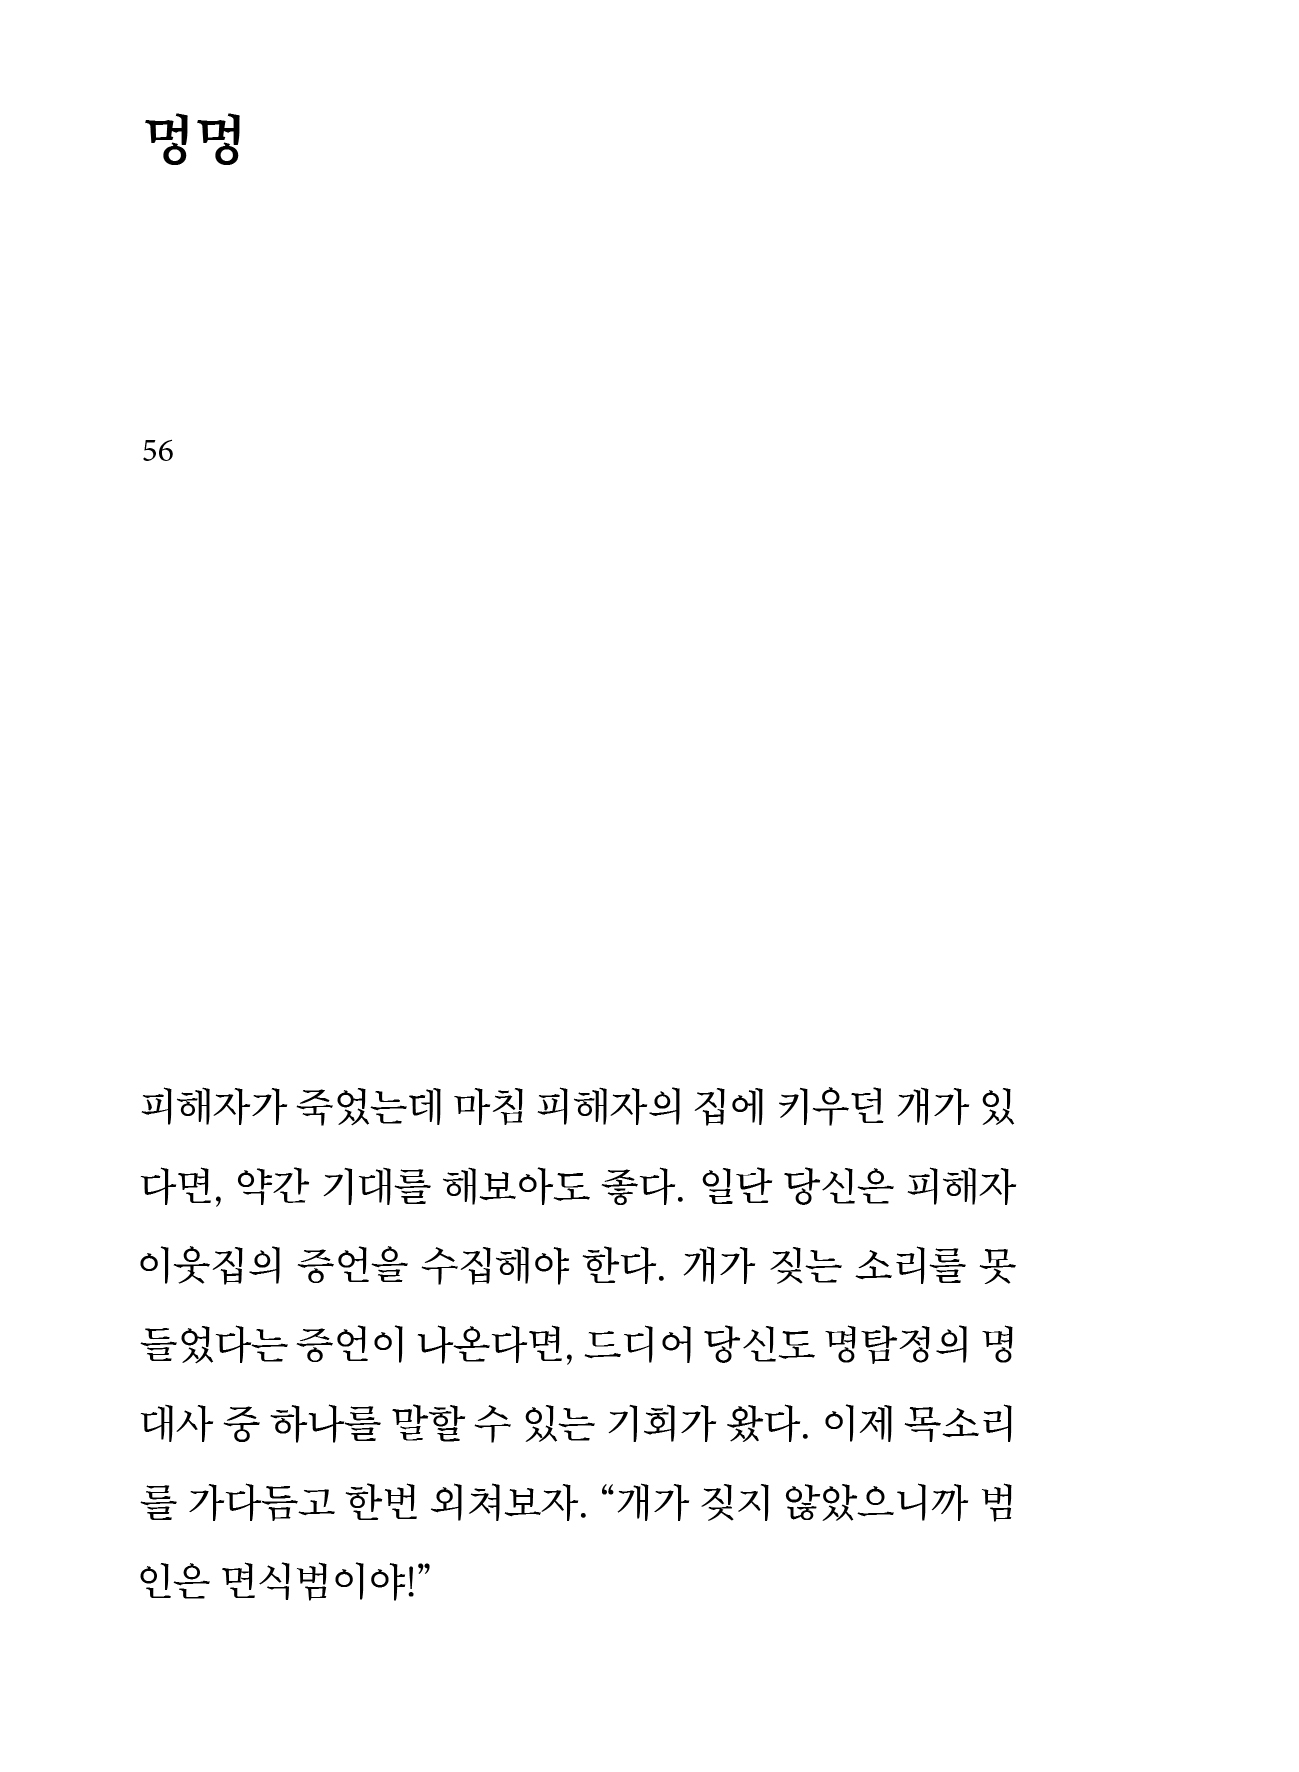 멍멍
56
피해자가 죽었는데 마침 피해자의 집에 키우던 개가 있
다면, 약간 기대를 해보아도 좋다. 일단 당신은 피해자
이웃집의 증언을 수집해야 한다. 개가 짖는 소리를 못
들었다는 증언이 나온다면, 드디어 당신도 명탐정의 명
대사 중 하나를 말할 수 있는 기회가 왔다. 이제 목소리
를 가다듬고 한번 외쳐보자. “개가 짖지 않았으니까 범
인은 면식범이야!”